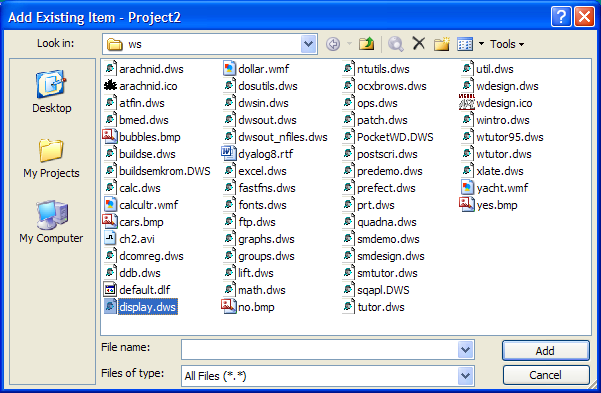 Add Existing Item - Project2
Look in: ws Tools
Desktop
My Projects
My Computer
arachnid.dws
arachnid.ico
atfin.dws
bmed.dws
bubbles.bmp
buildse.dws
buildsemkrom.DWS
calc.dws
calcultr.wmf
cars.bmp
ch2.avi
dcomreg.dws
ddb.dws
default.dlf
display.dws
dollar.wmf
dosutils.dws
dwsin.dws
dwsout.dws
dwsout_nfiles.dws
dyalog8.rtf
excel.dws
fastfns.dws
fonts.dws
ftp.dws
graphs.dws
groups.dws
lift.dws
math.dws
no.bmp
ntutils.dws
ocxbrows.dws
ops.dws
patch.dws
PocketWD.DWS
postscri.dws
predemo.dws
prefect.dws
prt.dws
quadna.dws
smdemo.dws
smdesign.dws
smtutor.dws
sqapl.DWS
tutor.dws
util.dws
wdesign.dws
wdesign.ico
wintro.dws
wtutor95.dws
wtutor.dws
xlate.dws
yacht.wmf
yes.bmp
File name: Add
Files of type: All Files (*.*) Cancel